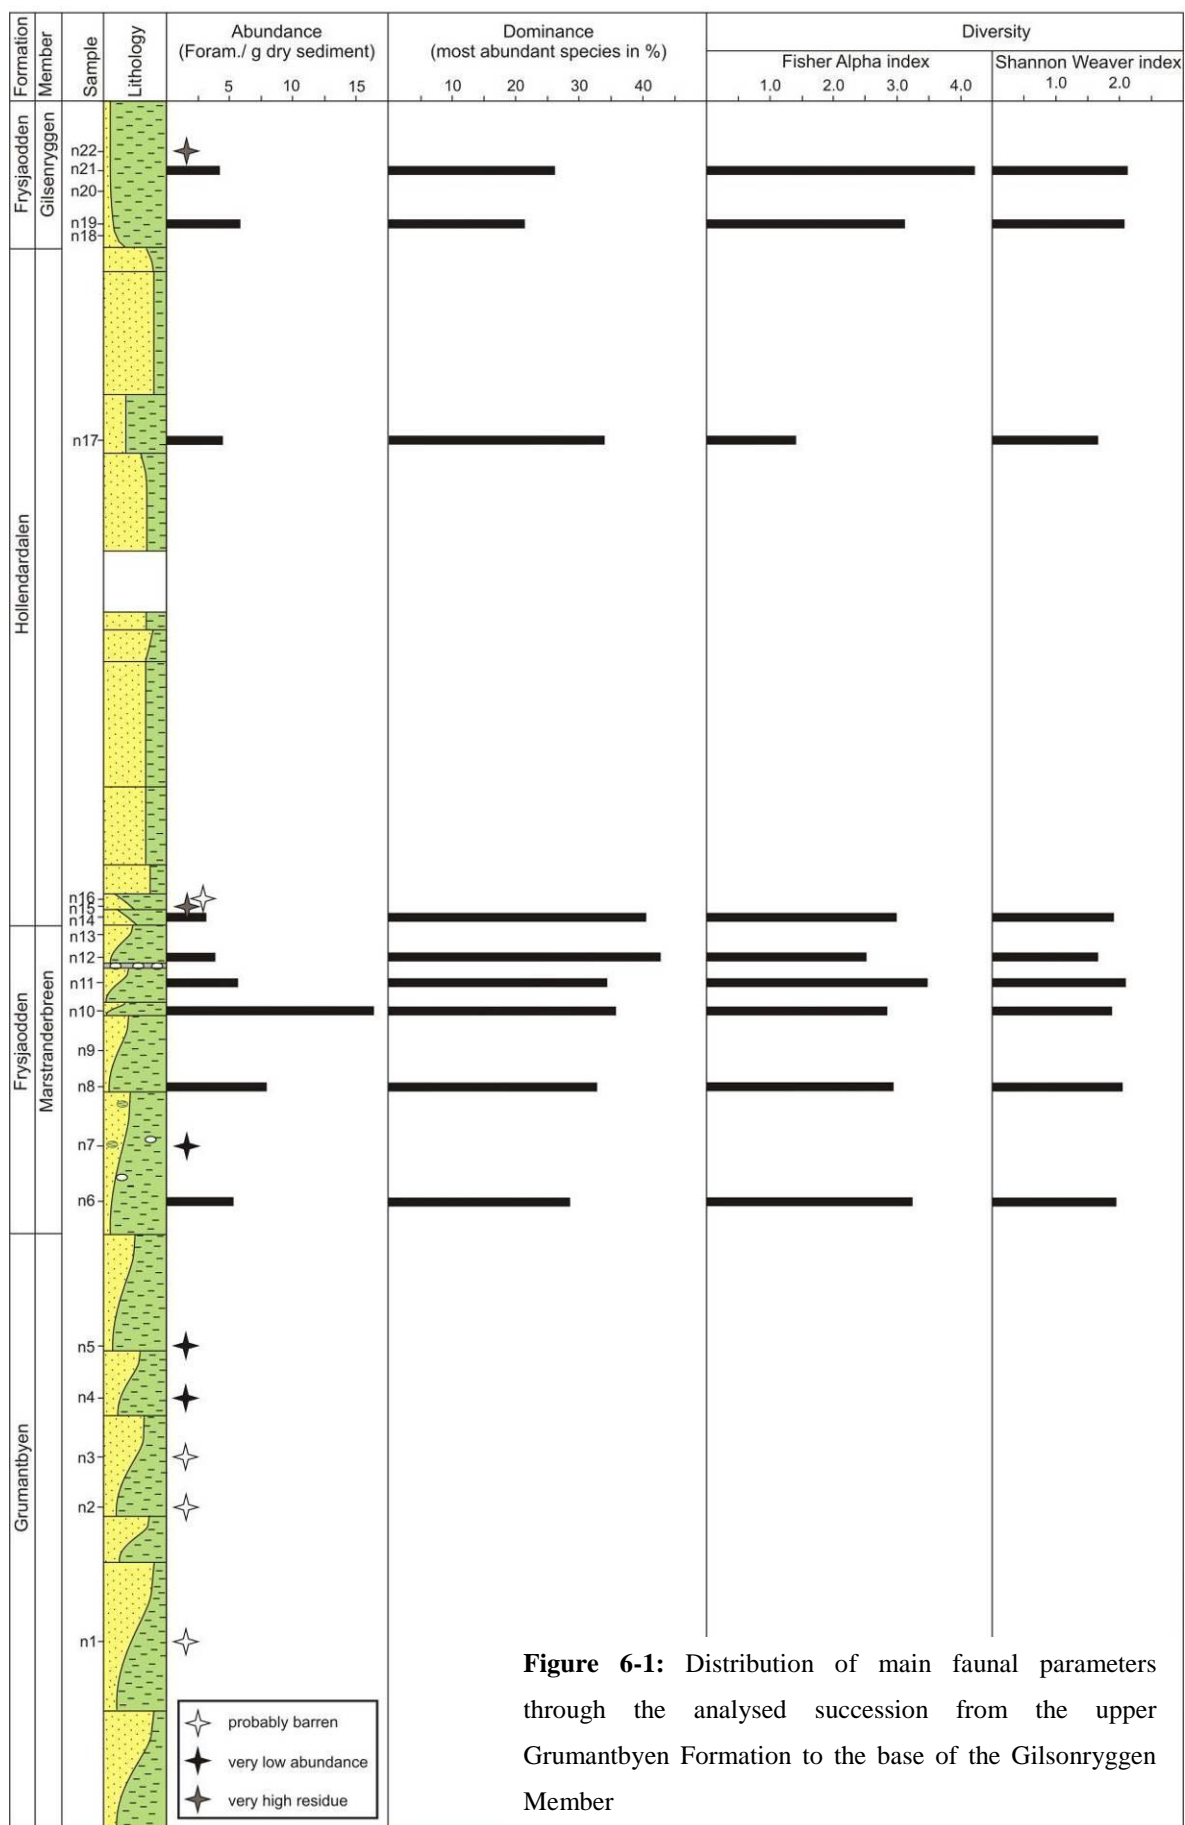 Formation
Member
Sample
Lithology
Abundance
(Foram./ g dry sediment)
5 10 15
Dominance
(most abundant species in %)
10 20 30 40
Diversity
Fisher Alpha index
1.0 2.0 3.0 4.0
Shannon Weaver index
1.0 2.0
Frysjaodden
Gilsenryggen
n22
n21
n20
n19
n18
Hollendardalen
n17
n16
n15
n14
Frysjaodden
Marstranderbreen
n13
n12
n11
n10
n9
n8
n7
n6
Grumantbyen
n5
n4
n3
n2
n1
probably barren
very low abundance
very high residue
Figure 6-1: Distribution of main faunal parameters
through the analysed succession from the upper
Grumantbyen Formation to the base of the Gilsonryggen
Member